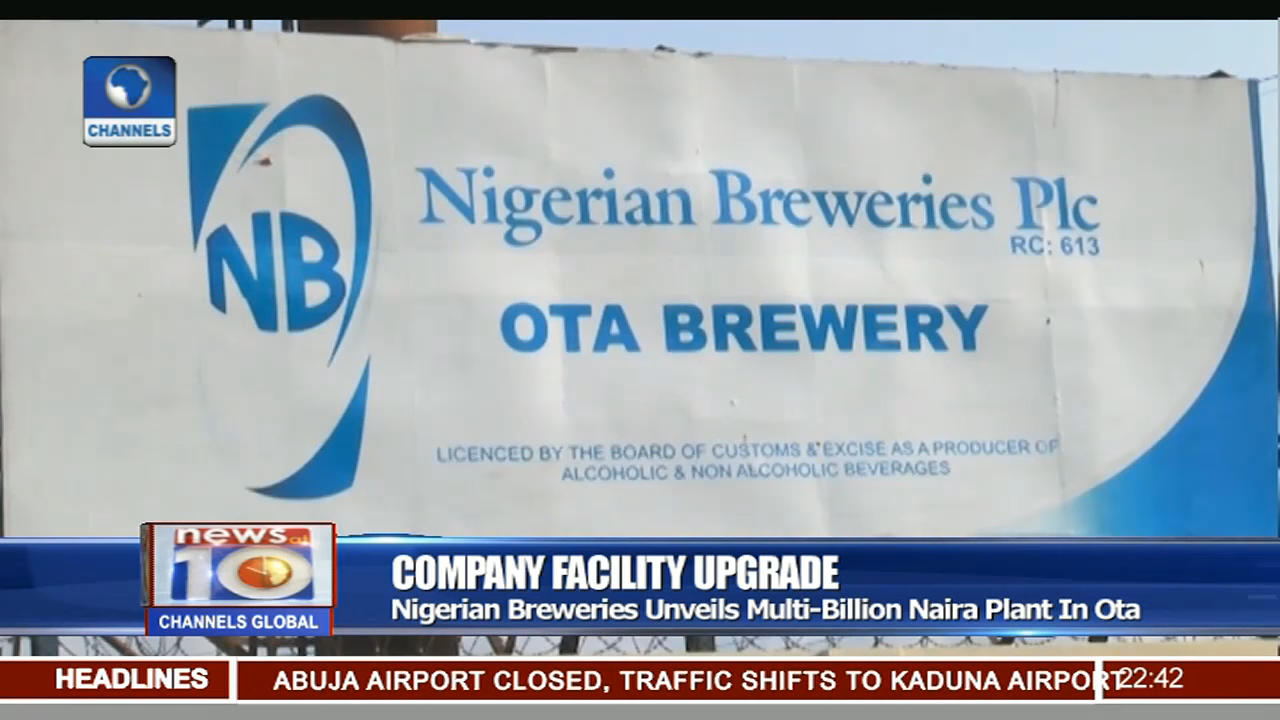 CHANNELS
NB
Nigerian Breweries Plc
RC: 613
OTA BREWERY
LICENCED BY THE BOARD OF CUSTOMS & EXCISE AS A PRODUCER OF
ALCOHOLIC & NON ALCOHOLIC BEVERAGES
news at
10
CHANNELS GLOBAL
COMPANY FACILITY UPGRADE
Nigerian Breweries Unveils Multi-Billion Naira Plant In Ota
HEADLINES
ABUJA AIRPORT CLOSED, TRAFFIC SHIFTS TO KADUNA AIRPORT
22:42